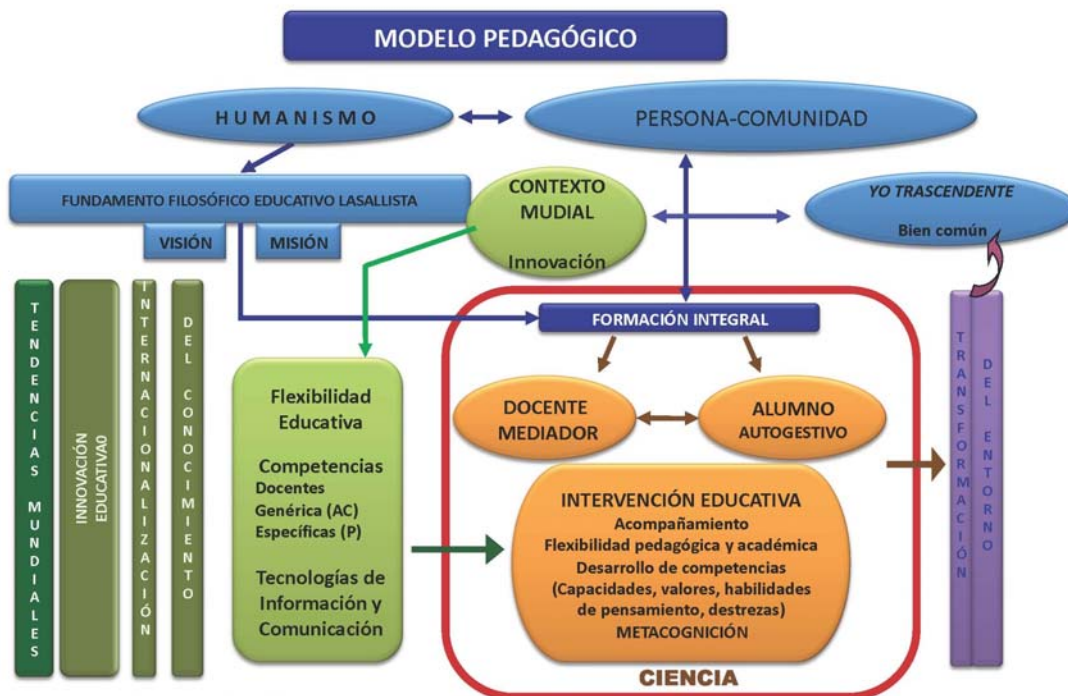 MODELO PEDAGÓGICO
HUMANISMO
PERSONA-COMUNIDAD
FUNDAMENTO FILOSÓFICO EDUCATIVO LASALLISTA
VISIÓN
MISIÓN
CONTEXTO
MUDIAL
Innovación
YO TRASCENDENTE
Bien común
TENDENCIAS MUNDIALES
INNOVACIÓN
EDUCATIVA0
INTERNACIONALIZACIÓN
DEL CONOCIMIENTO
Flexibilidad
Educativa
Competencias
Docentes
Genérica (AC)
Específicas (P)
Tecnologías de
Información y
Comunicación
FORMACIÓN INTEGRAL
DOCENTE
MEDIADOR
ALUMNO
AUTOGESTIVO
INTERVENCIÓN EDUCATIVA
Acompañamiento
Flexibilidad pedagógica y académica
Desarrollo de competencias
(Capacidades, valores, habilidades
de pensamiento, destrezas)
METACOGNICIÓN
CIENCIA
TRANSFORMACIÓN
DEL ENTORNO